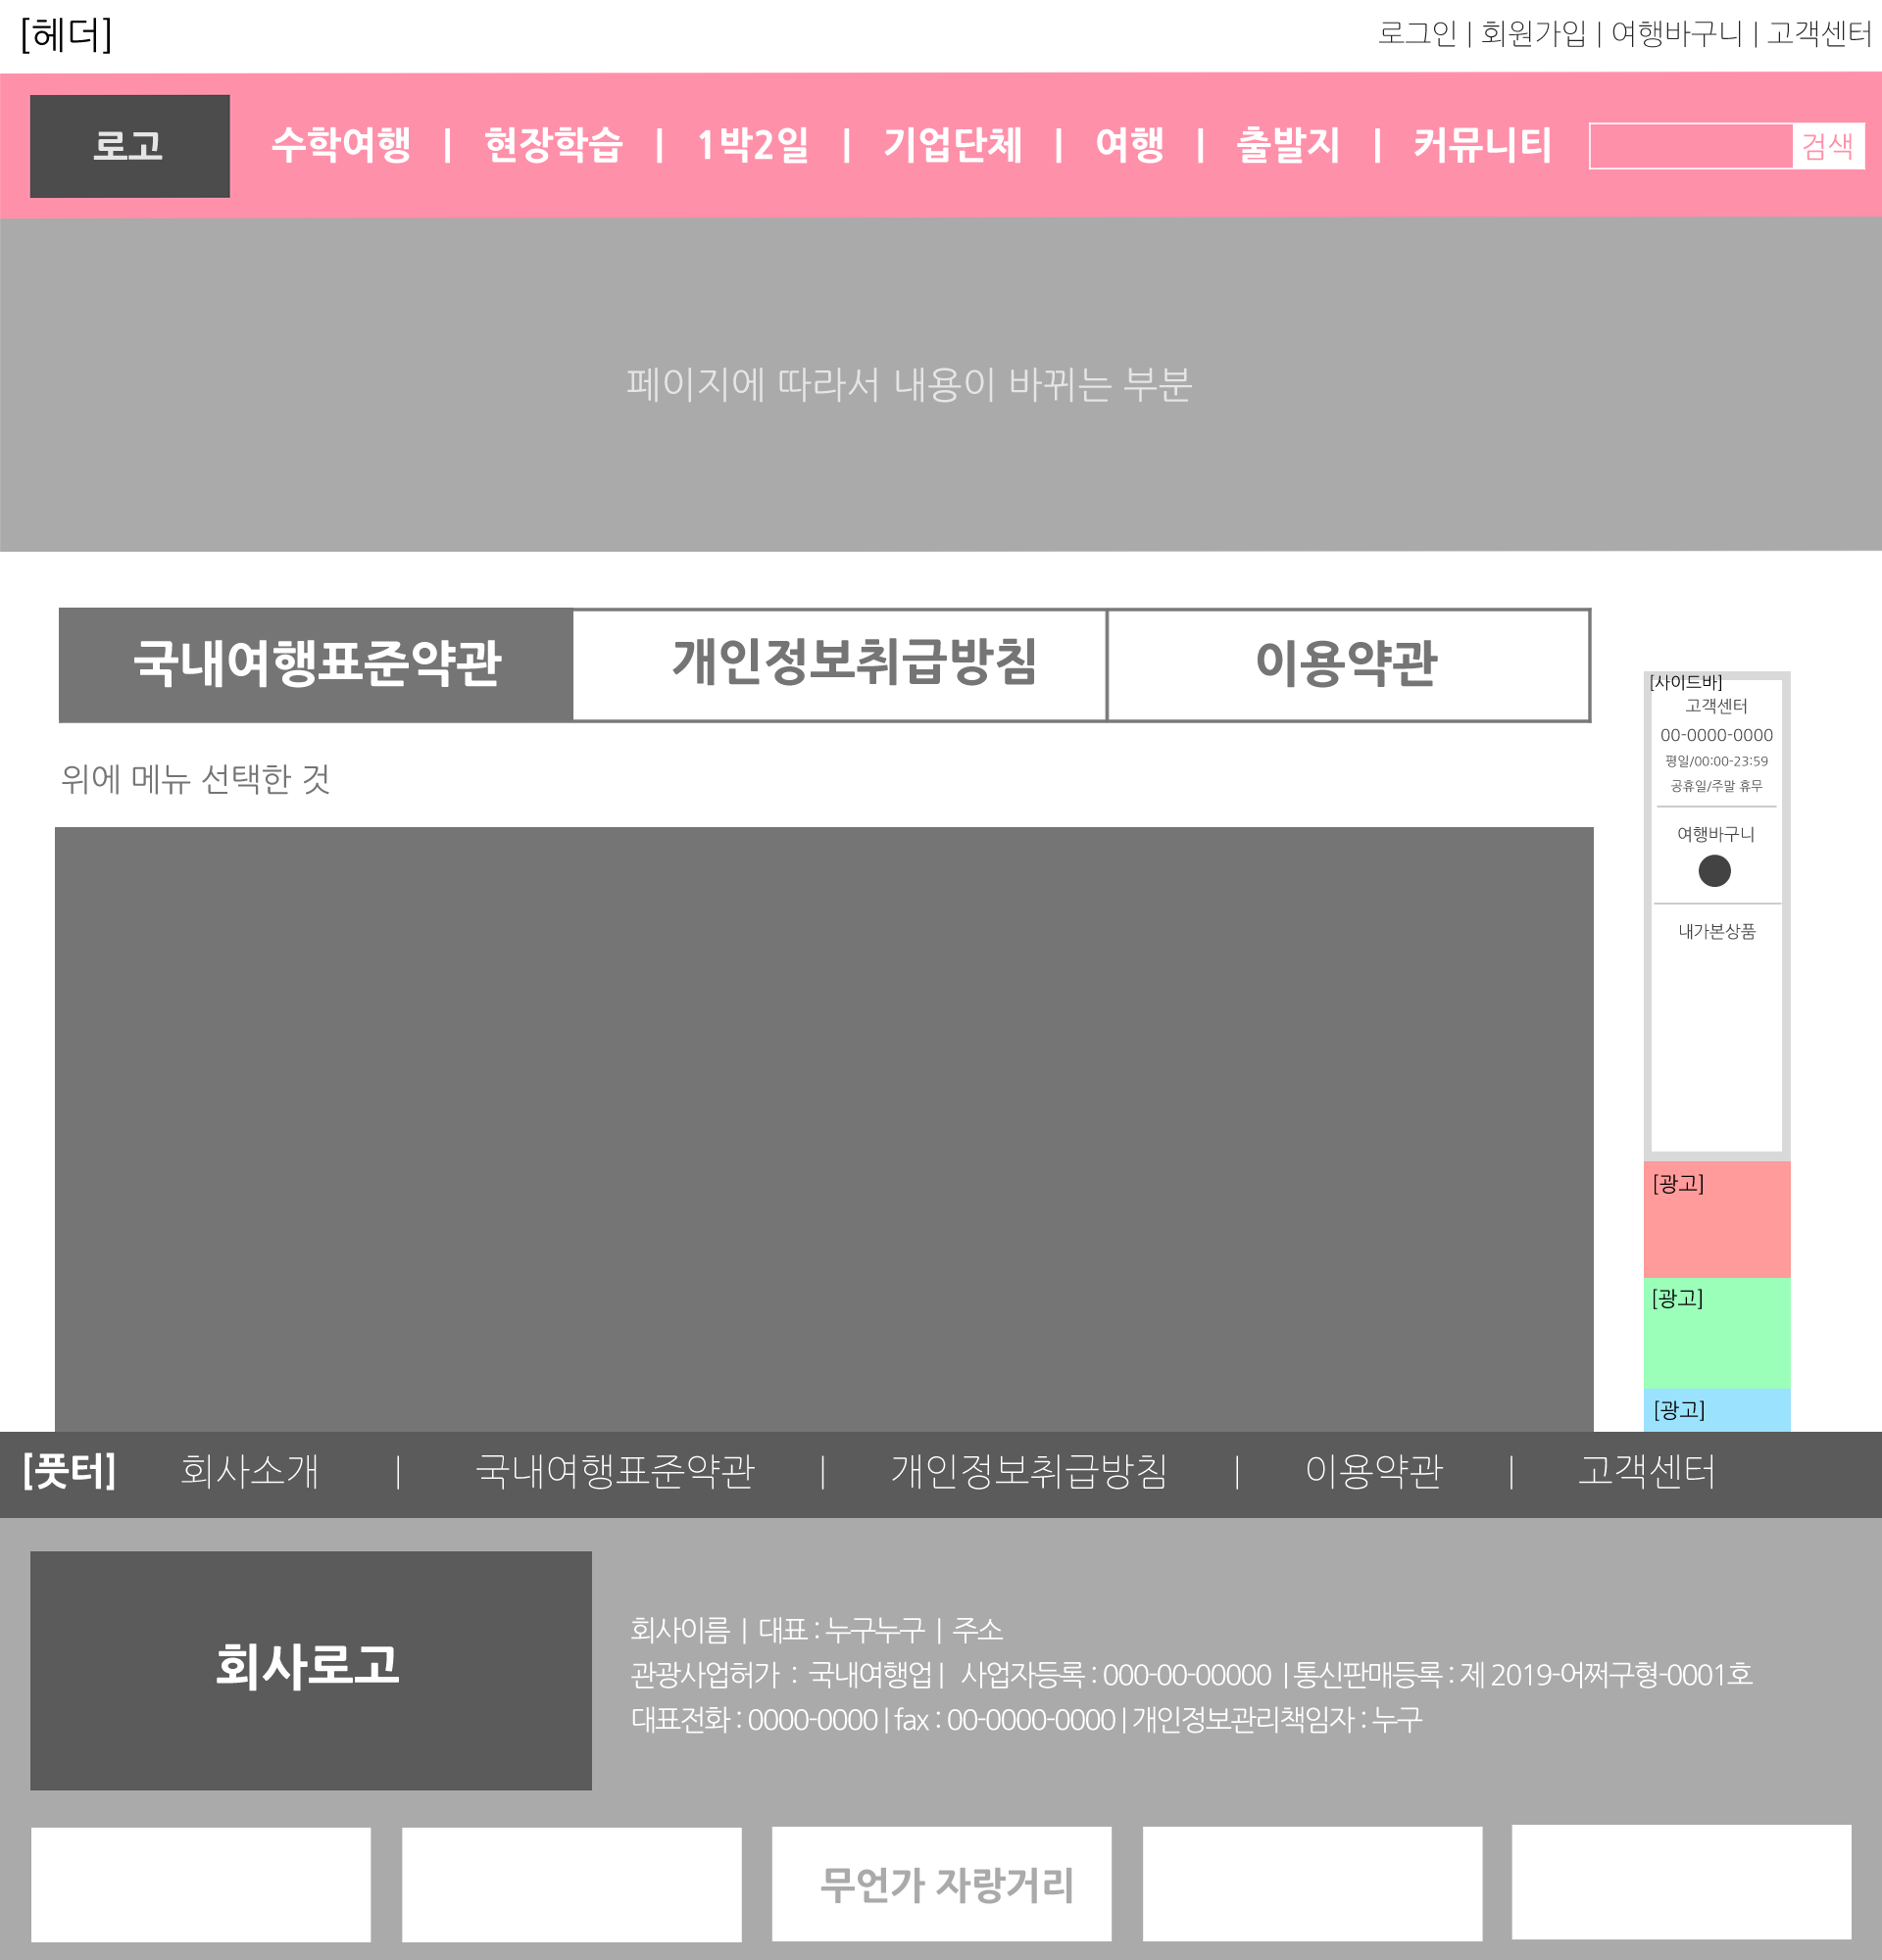 [헤더]
로그인 | 회원가입 | 여행바구니 | 고객센터
로고
수학여행 | 현장학습 | 1박2일 | 기업단체 | 여행 | 출발지 | 커뮤니티
검색
페이지에 따라서 내용이 바뀌는 부분
국내여행표준약관
개인정보취급방침
이용약관
위에 메뉴 선택한 것
[사이드바]
고객센터
00-0000-0000
평일/00:00-23:59
공휴일/주말 휴무
여행바구니
내가본상품
[광고]
[광고]
[광고]
[풋터] 회사소개 | 국내여행표준약관 | 개인정보취급방침 | 이용약관 | 고객센터
회사로고
회사이름 | 대표 : 누구누구 | 주소
관광사업허가 : 국내여행업 | 사업자등록 : 000-00-00000 | 통신판매등록 : 제 2019-어쩌구형-0001호
대표전화 : 0000-0000 | fax : 00-0000-0000 | 개인정보관리책임자 : 누구
무언가 자랑거리